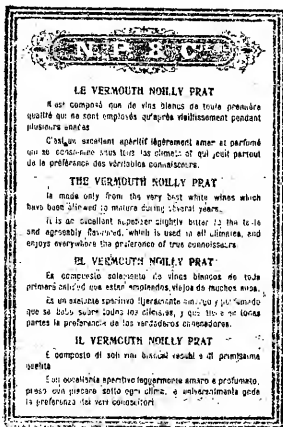 N. P. & Cie
LE VERMOUTH NOILLY PRAT
N'est composé que de vins blancs de toute première
qualité qui ne sont employés qu'après vieillissement pendant
plusieurs années
C'est un excellent apéritif légèrement amer et parfumé
qui se consomme sous tous les climats et qui jouit partout
de la préférence des véritables connaisseurs.
THE VERMOUTH NOILLY PRAT
Is made only from the very best white wines which
have been allowed to mature during several years.
It is an excellent slightly bitter to the taste
and agreeably flavoured, which is used in all climates, and
enjoys everywhere the preference of true connoisseurs.
EL VERMOUTH NOILLY PRAT
Es compuesto solamente de vinos blancos de toda
primera calidad que estan empleados, viejos de muchos años.
Es un ligeramente amargo y perfumado
que se bebe sobre todos los climas, y que tiene en todas
partes la preferencia de los verdaderos
IL VERMOUTH NOILLY PRAT
È composto di soli vini bianchi vecchi e di primissima
qualità
È un eccellente aperitivo leggermente amaro e profumato,
preso con piacere sotto ogni clima, e universalmente gode
la preferenza dei veri conoscitori.